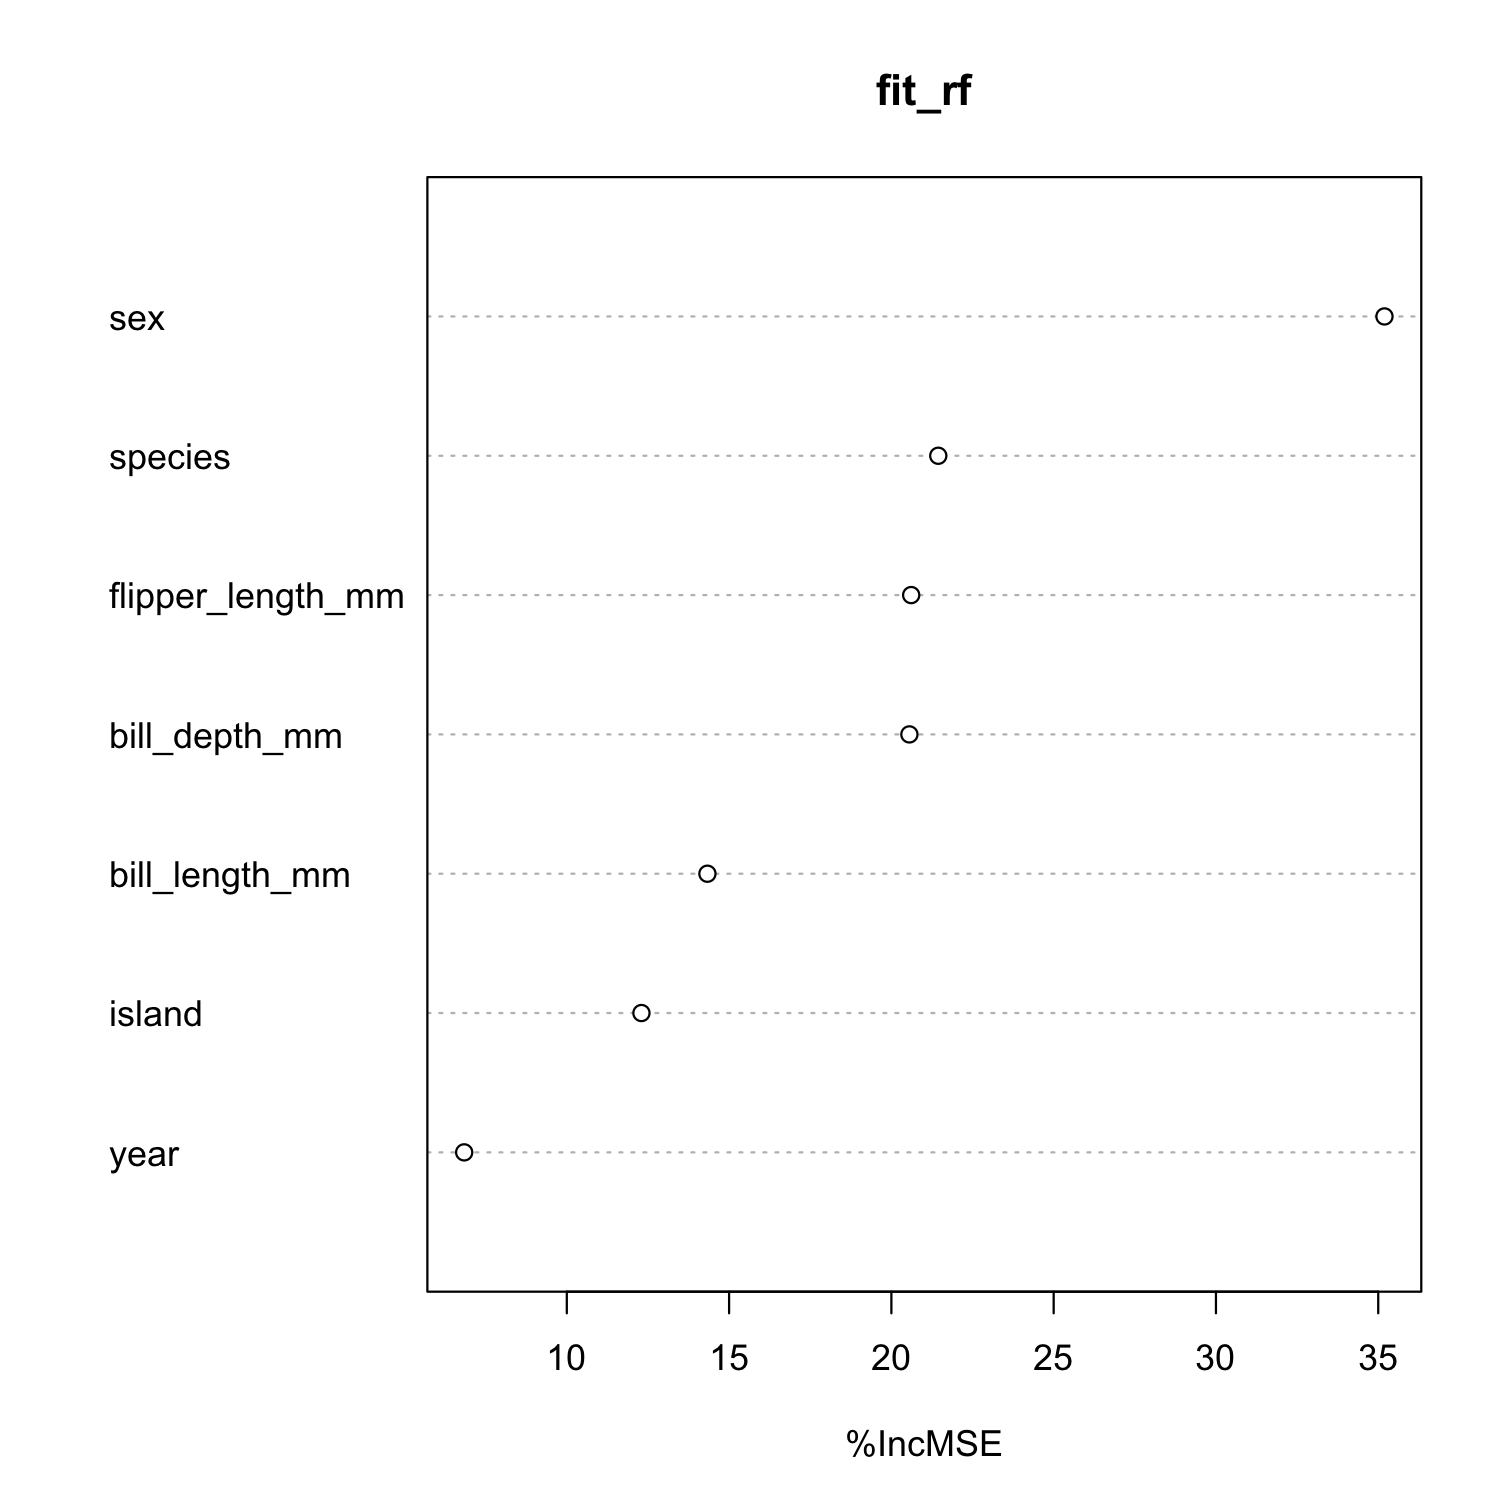 fit_rf
sex
species
flipper_length_mm
bill_depth_mm
bill_length_mm
island
year
10 15 20 25 30 35
%IncMSE